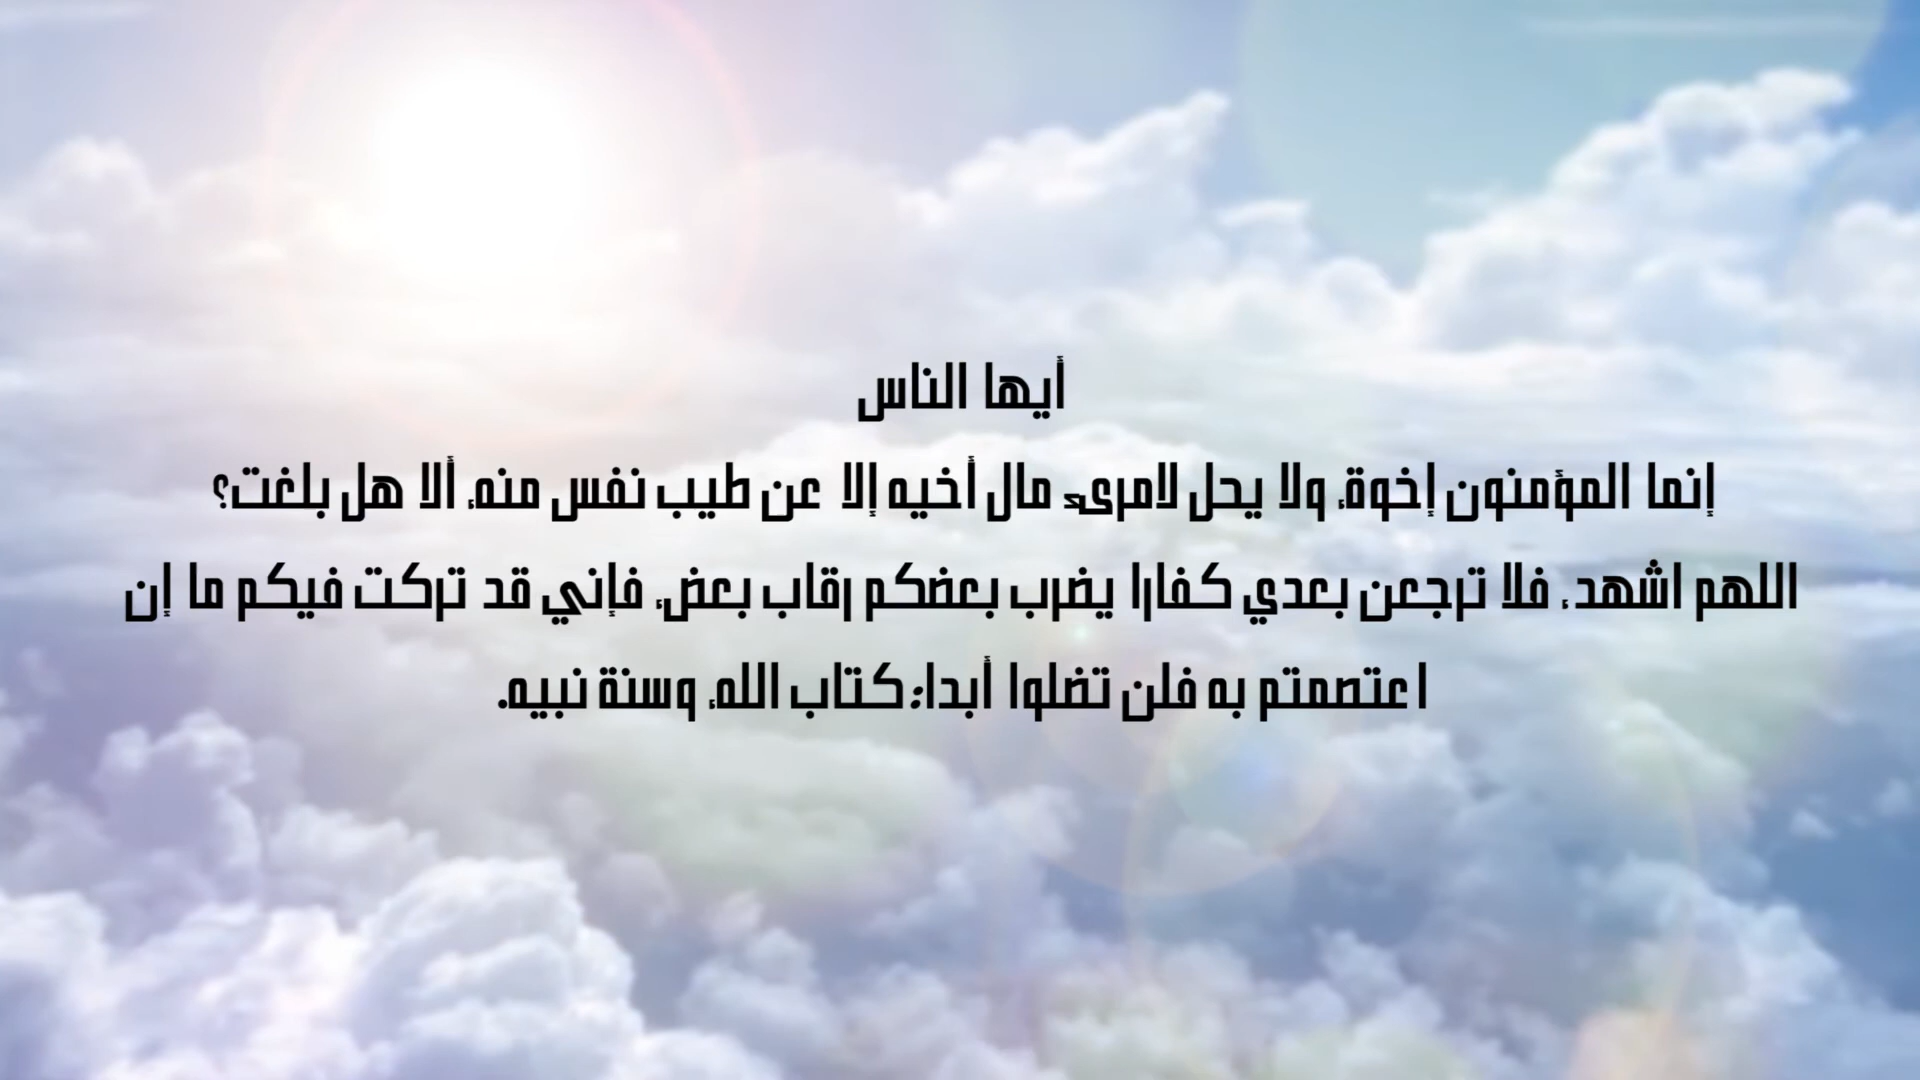 أيها الناس
إنما المؤمنون إخوة، ولا يحل لامرىء مال أخيه إلا عن طيب نفس منه، ألا هل بلغت؟
اللهم اشهد، فلا ترجعن بعدي كفارا يضرب بعضكم رقاب بعض، فإني قد تركت فيكم ما إن
اعتصمتم به فلن تضلوا أبدا: كتاب الله، وسنة نبيه.